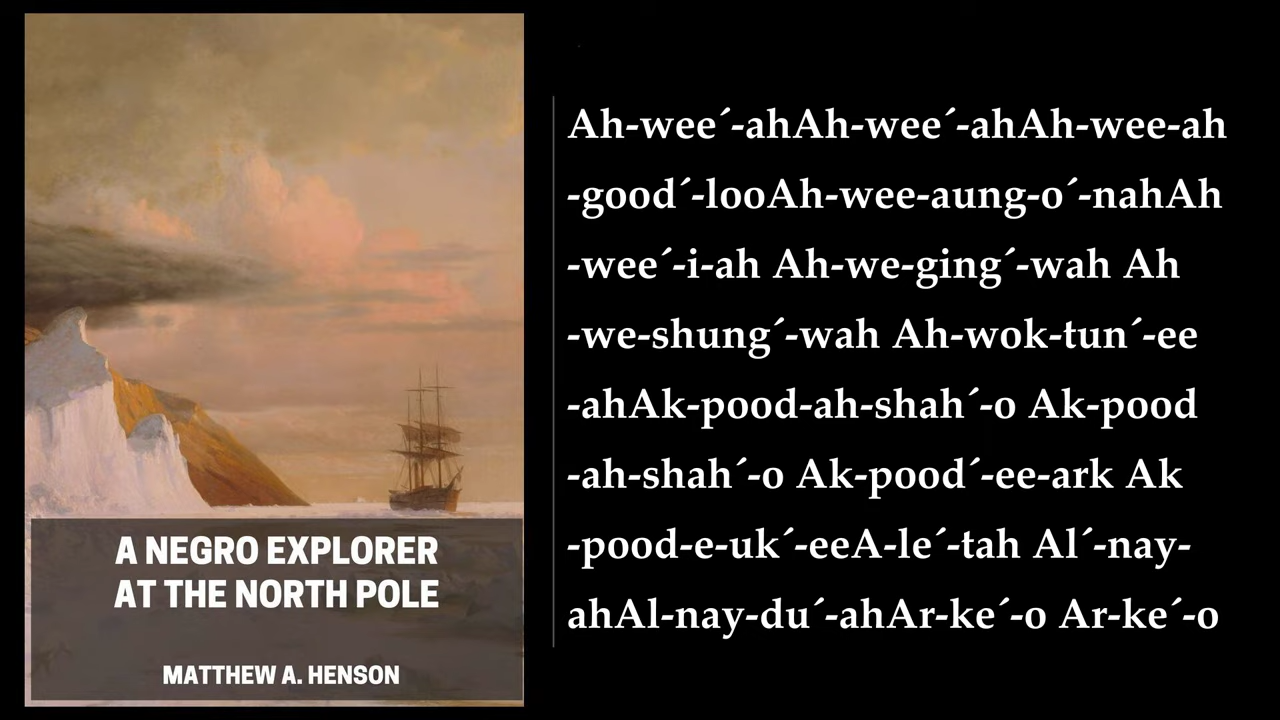 A NEGRO EXPLORER
AT THE NORTH POLE
MATTHEW A. HENSON
Ah-wee´-ahAh-wee´-ahAh-wee-ah
-good´-looAh-wee-aung-o´-nahAh
-wee´-i-ah Ah-we-ging´-wah Ah
-we-shung´-wah Ah-wok-tun´-ee
-ahAk-pood-ah-shah´-o Ak-pood
-ah-shah´-o Ak-pood´-ee-ark Ak
-pood-e-uk´-eeA-le´-tah Al´-nay-
ahAl-nay-du´-ahAr-ke´-o Ar-ke´-o